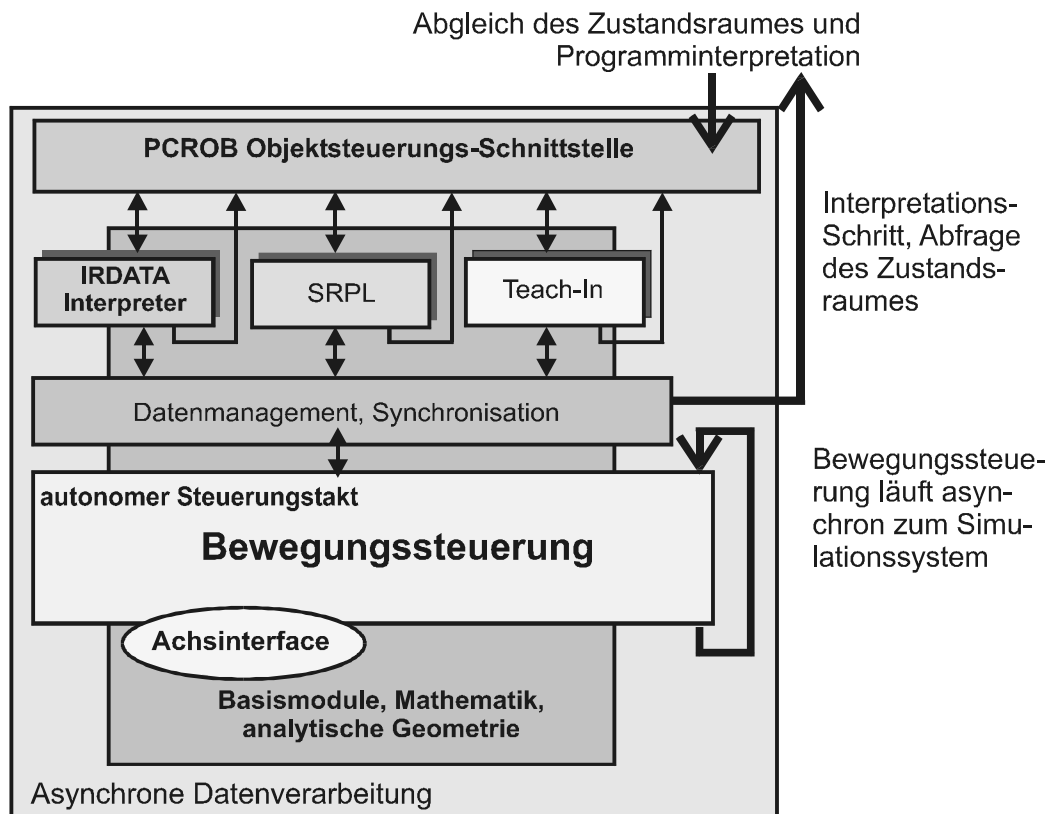 Abgleich des Zustandsraumes und
Programminterpretation
PCROB Objektsteuerungs-Schnittstelle
IRDATA
Interpreter
SRPL
Teach-In
Interpretations-
Schritt, Abfrage
des Zustands-
raumes
Datenmanagement, Synchronisation
autonomer Steuerungstakt
Bewegungssteuerung
Bewegungssteue-
rung läuft asyn-
chron zum Simu-
lationssystem
Achsinterface
Basismodule, Mathematik,
analytische Geometrie
Asynchrone Datenverarbeitung